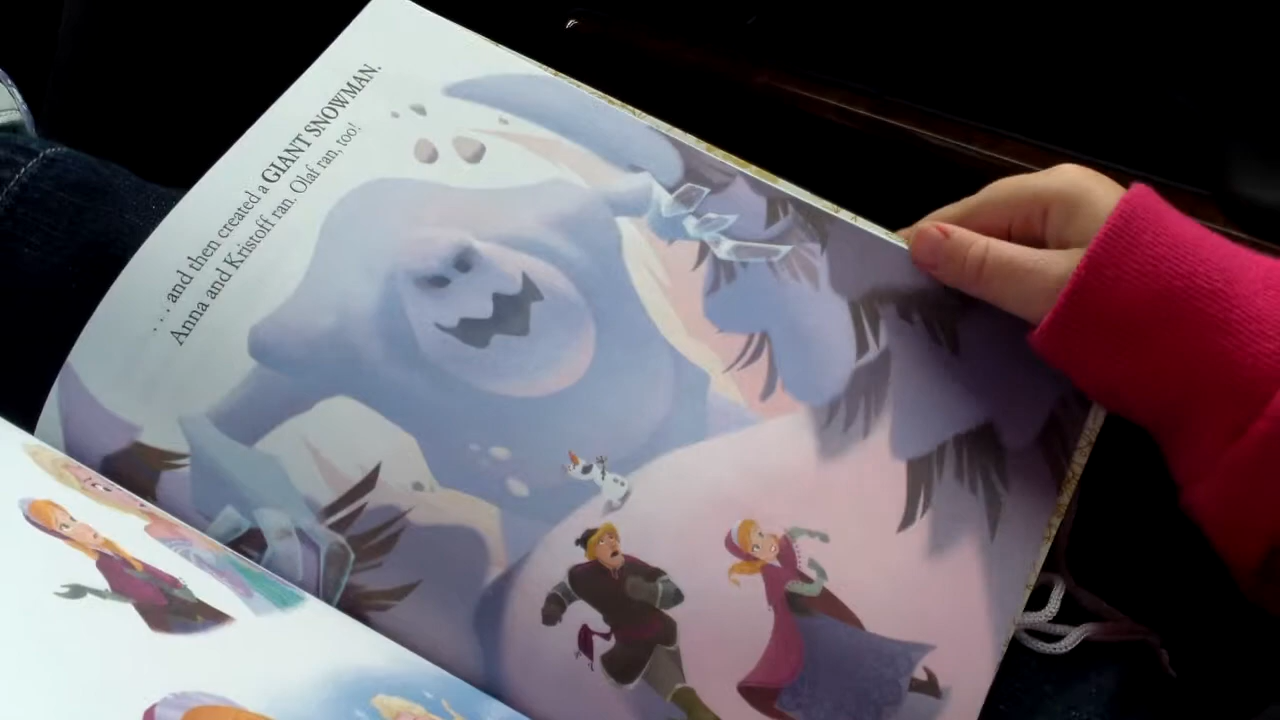 . . . and then created a GIANT SNOWMAN.
Anna and Kristoff ran. Olaf ran, too!